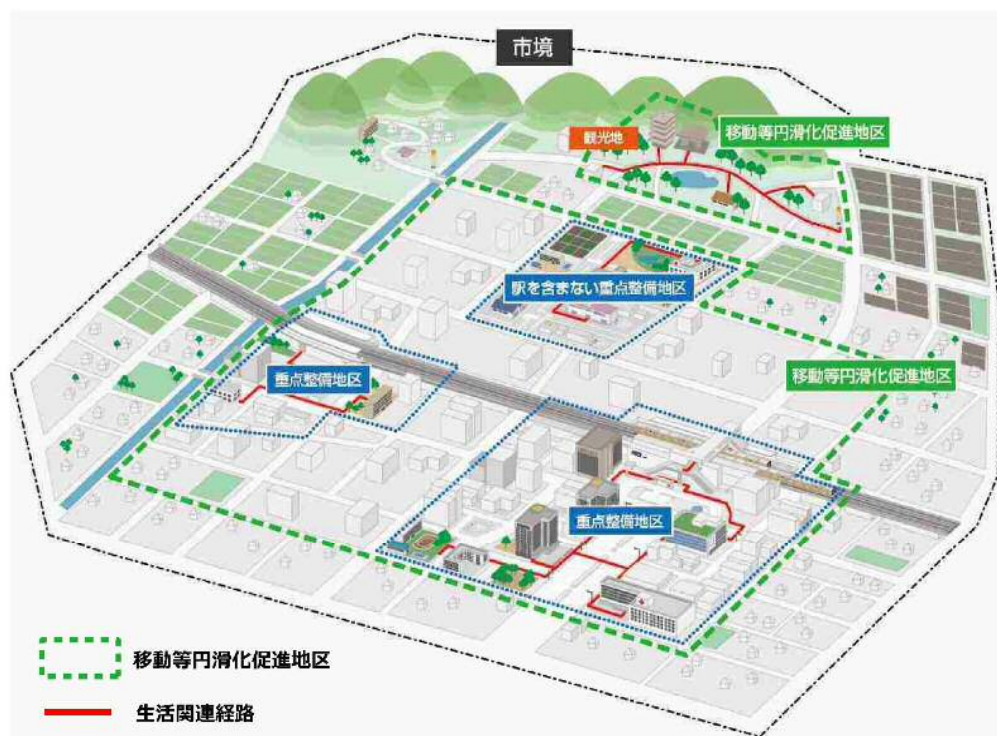 市境
移動等円滑化促進地区
観光地
駅を含まない重点整備地区
重点整備地区
移動等円滑化促進地区
重点整備地区
移動等円滑化促進地区
生活関連経路